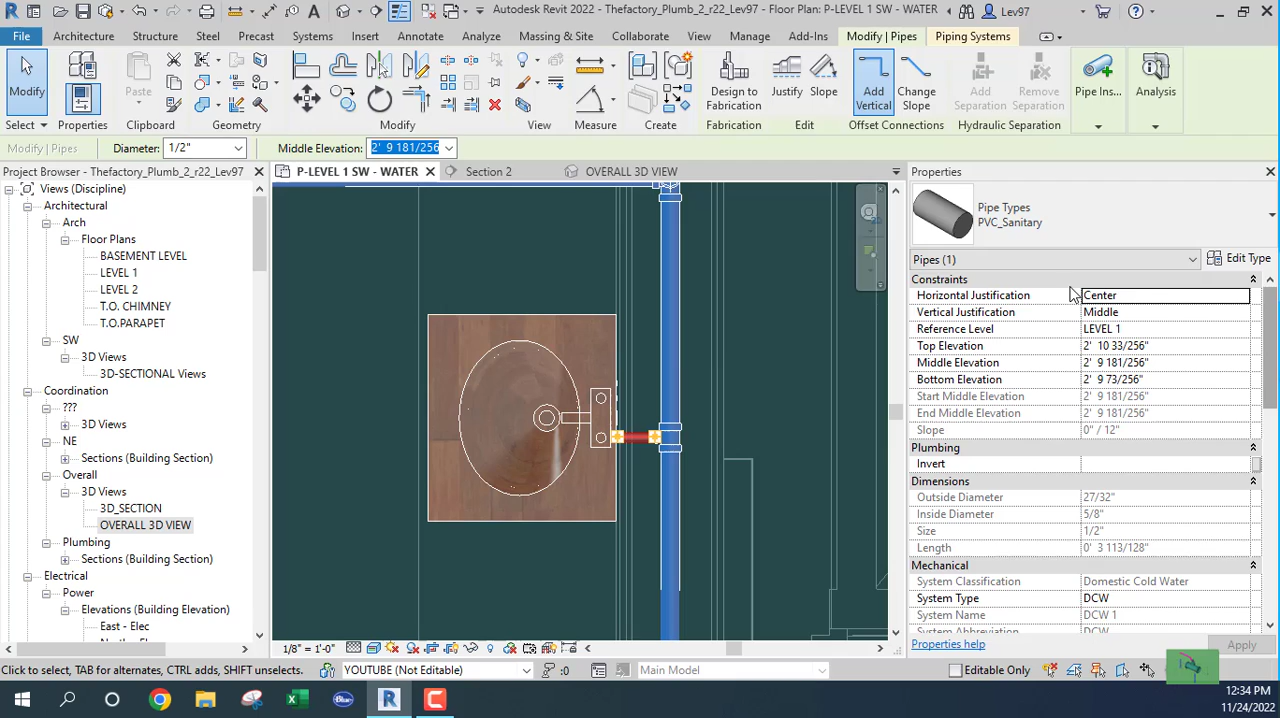 Autodesk Revit 2022 - Thefactory_Plumb_2_r22_Lev97 - Floor Plan: P-LEVEL 1 SW - WATER
Lev97
File Architecture Structure Steel Precast Systems Insert Annotate Analyze Massing & Site Collaborate View Manage Add-Ins Modify | Pipes Piping Systems
Modify Paste Design to Justify Slope Add Change Add Remove Pipe Ins... Analysis
Fabrication Vertical Slope Separation Separation
Select Properties Clipboard Geometry Modify View Measure Create Fabrication Edit Offset Connections Hydraulic Separation
Modify | Pipes Diameter: 1/2" Middle Elevation: 2' 9 181/256
Project Browser - Thefactory_Plumb_2_r22_Lev97
P-LEVEL 1 SW - WATER Section 2 OVERALL 3D VIEW
Properties
Views (Discipline)
Architectural
Arch
Floor Plans
BASEMENT LEVEL
LEVEL 1
LEVEL 2
T.O. CHIMNEY
T.O.PARAPET
SW
3D Views
3D-SECTIONAL Views
Coordination
???
3D Views
NE
Sections (Building Section)
Overall
3D Views
3D_SECTION
OVERALL 3D VIEW
Plumbing
Sections (Building Section)
Electrical
Power
Elevations (Building Elevation)
East - Elec
Pipe Types
PVC_Sanitary
Pipes (1) Edit Type
Constraints
Horizontal Justification Center
Vertical Justification Middle
Reference Level LEVEL 1
Top Elevation 2' 10 33/256"
Middle Elevation 2' 9 181/256"
Bottom Elevation 2' 9 73/256"
Start Middle Elevation 2' 9 181/256"
End Middle Elevation 2' 9 181/256"
Slope 0" / 12"
Plumbing
Invert
Dimensions
Outside Diameter 27/32"
Inside Diameter 5/8"
Size 1/2"
Length 0' 3 113/128"
Mechanical
System Classification Domestic Cold Water
System Type DCW
System Name DCW 1
System Abbreviation DCW
Properties help Apply
1/8" = 1'-0"
Click to select, TAB for alternates, CTRL adds, SHIFT unselects. YOUTUBE (Not Editable) :0 Main Model Editable Only
12:34 PM
11/24/2022